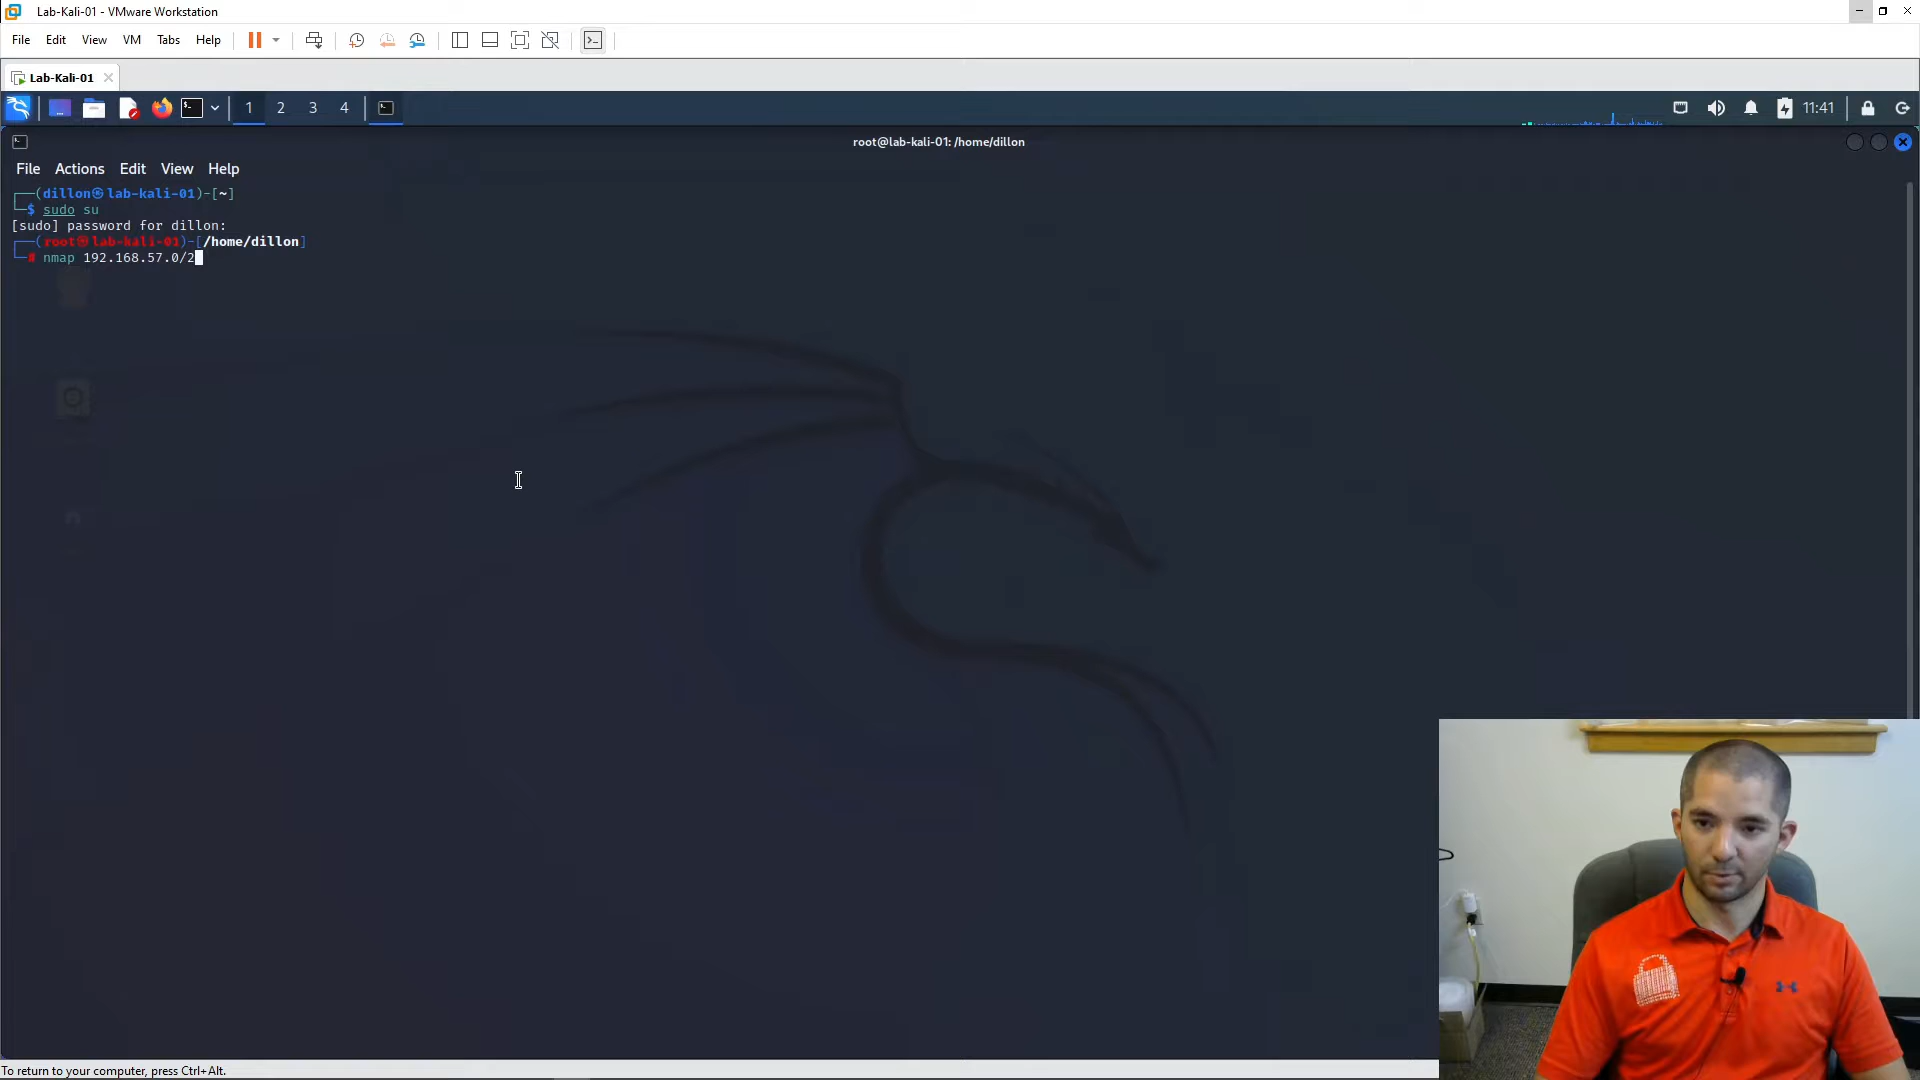 Lab-Kali-01 - VMware Workstation
File Edit View VM Tabs Help
Lab-Kali-01
1 2 3 4 11:41
root@lab-kali-01: /home/dillon
File Actions Edit View Help
┌──(dillon㉿lab-kali-01)-[~]
└─$ sudo su
[sudo] password for dillon:
┌──(root㉿lab-kali-01)-[/home/dillon]
└─# nmap 192.168.57.0/2
To return to your computer, press Ctrl+Alt.